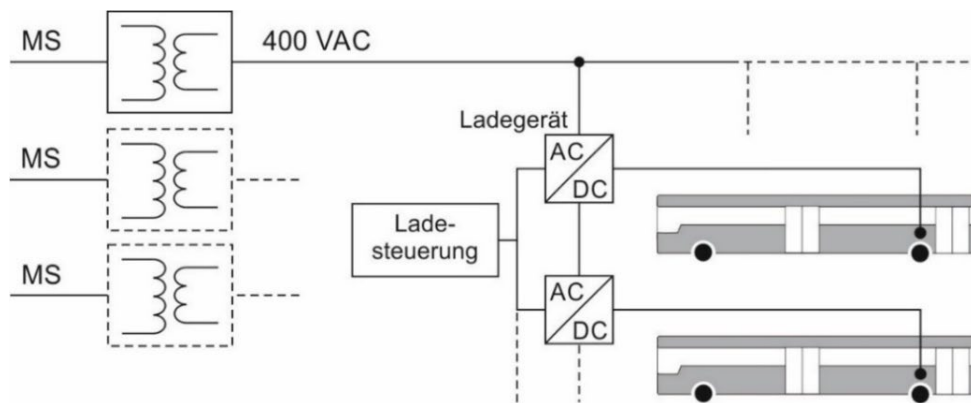 MS
400 VAC
Ladegerät
MS
AC
DC
Lade-
steuerung
MS
AC
DC